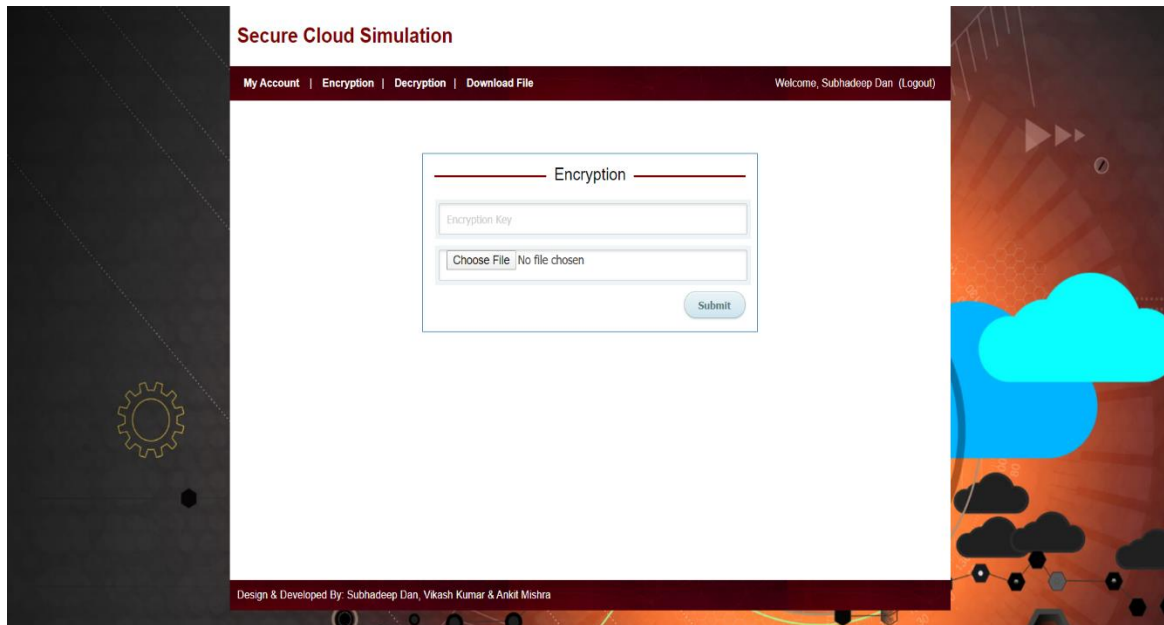 Secure Cloud Simulation
My Account | Encryption | Decryption | Download File Welcome, Subhadeep Dan (Logout)
Encryption
Encryption Key
Choose File No file chosen
Submit
Design & Developed By: Subhadeep Dan, Vikash Kumar & Ankit Mishra